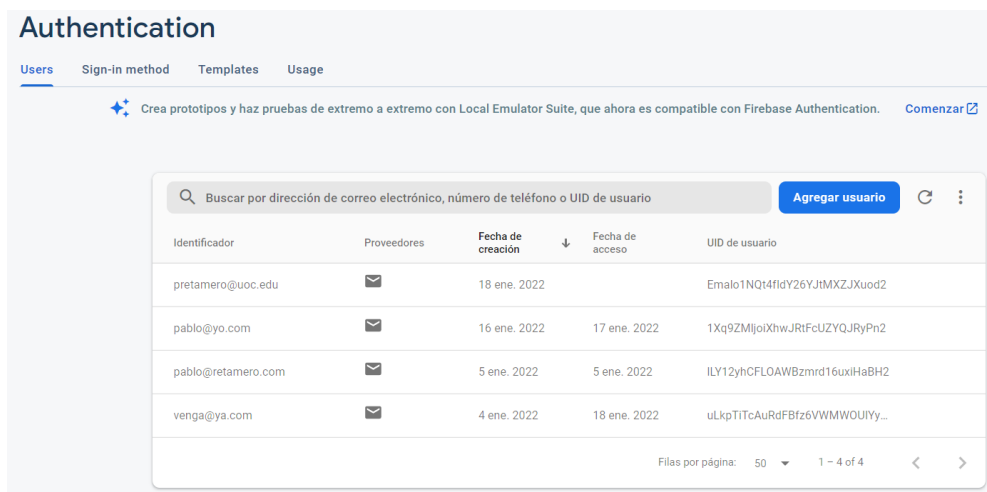 Authentication
Users Sign-in method Templates Usage
Crea prototipos y haz pruebas de extremo a extremo con Local Emulator Suite, que ahora es compatible con Firebase Authentication. Comenzar
Buscar por dirección de correo electrónico, número de teléfono o UID de usuario Agregar usuario
Identificador Proveedores Fecha de creación Fecha de acceso UID de usuario
pretamero@uoc.edu 18 ene. 2022 Emalo1NQt4fIdY26YJtMXZJXuod2
pablo@yo.com 16 ene. 2022 17 ene. 2022 1Xq9ZMljoiXhwJRtFcUZYQJRyPn2
pablo@retamero.com 5 ene. 2022 5 ene. 2022 ILY12yhCFLOAWBzmrd16uxiHaBH2
venga@ya.com 4 ene. 2022 18 ene. 2022 uLkpTiTcAuRdFBfz6VWMWOUlYy...
Filas por página: 50 1 – 4 of 4